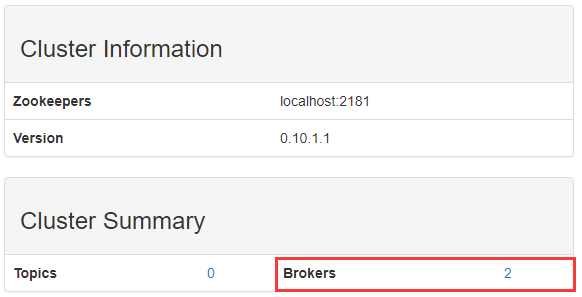 Cluster Information
Zookeepers localhost:2181
Version 0.10.1.1
Cluster Summary
Topics 0 Brokers 2